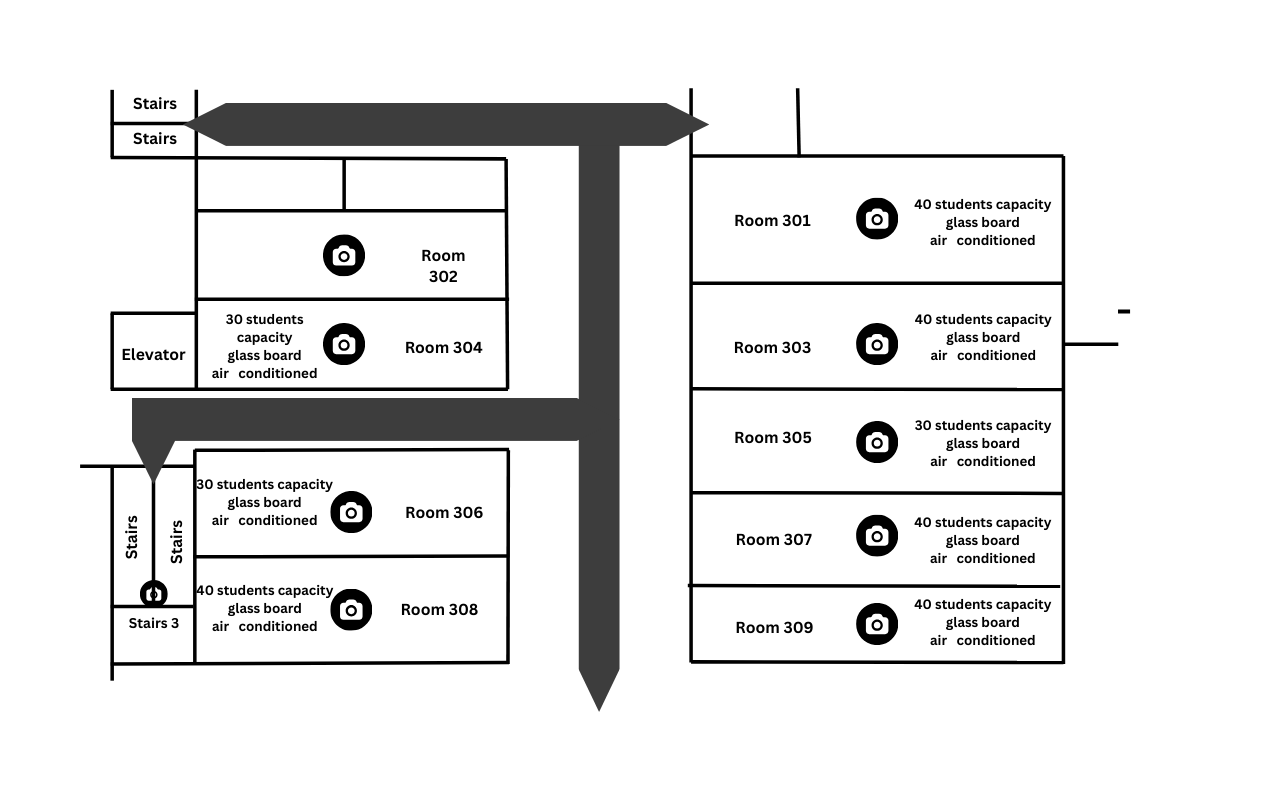 Stairs
Stairs
Room
302
Elevator
30 students
capacity
glass board
air conditioned
Room 304
Stairs
Stairs
Stairs 3
30 students capacity
glass board
air conditioned
Room 306
40 students capacity
glass board
air conditioned
Room 308
Room 301
40 students capacity
glass board
air conditioned
Room 303
40 students capacity
glass board
air conditioned
Room 305
30 students capacity
glass board
air conditioned
Room 307
40 students capacity
glass board
air conditioned
Room 309
40 students capacity
glass board
air conditioned